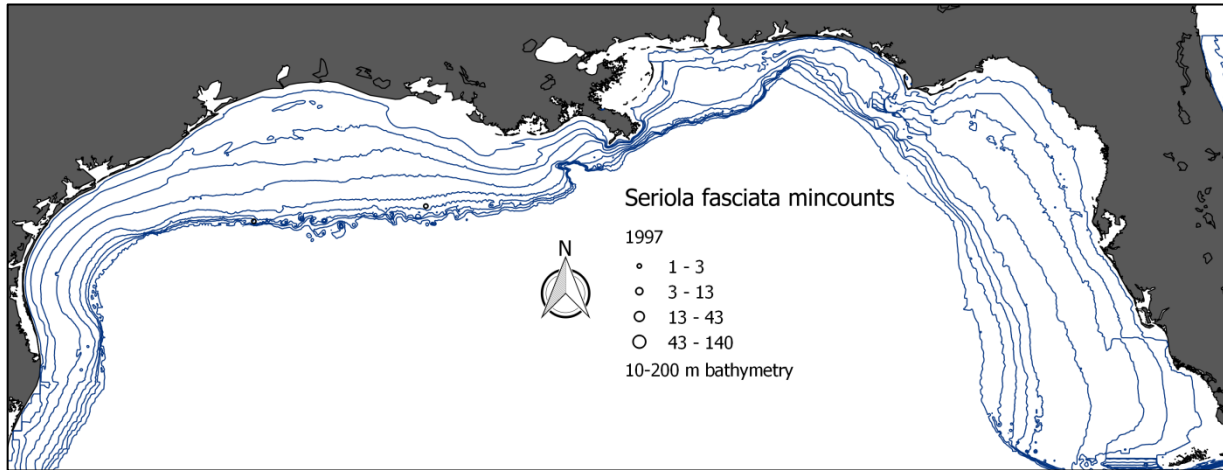 Seriola fasciata mincounts
N
1997
1 - 3
3 - 13
13 - 43
43 - 140
10-200 m bathymetry